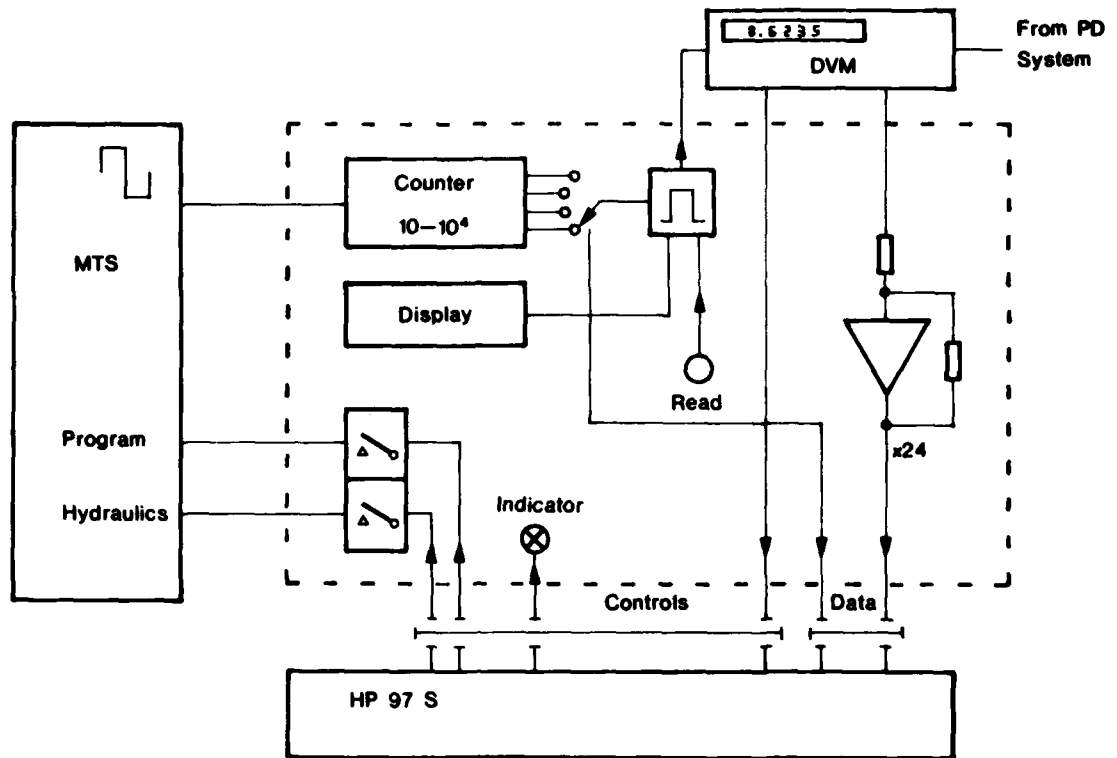 From PD
System
8.6235
DVM
MTS
Counter
10–10⁴
Display
Read
x24
Program
Hydraulics
Indicator
Controls
Data
HP 97 S